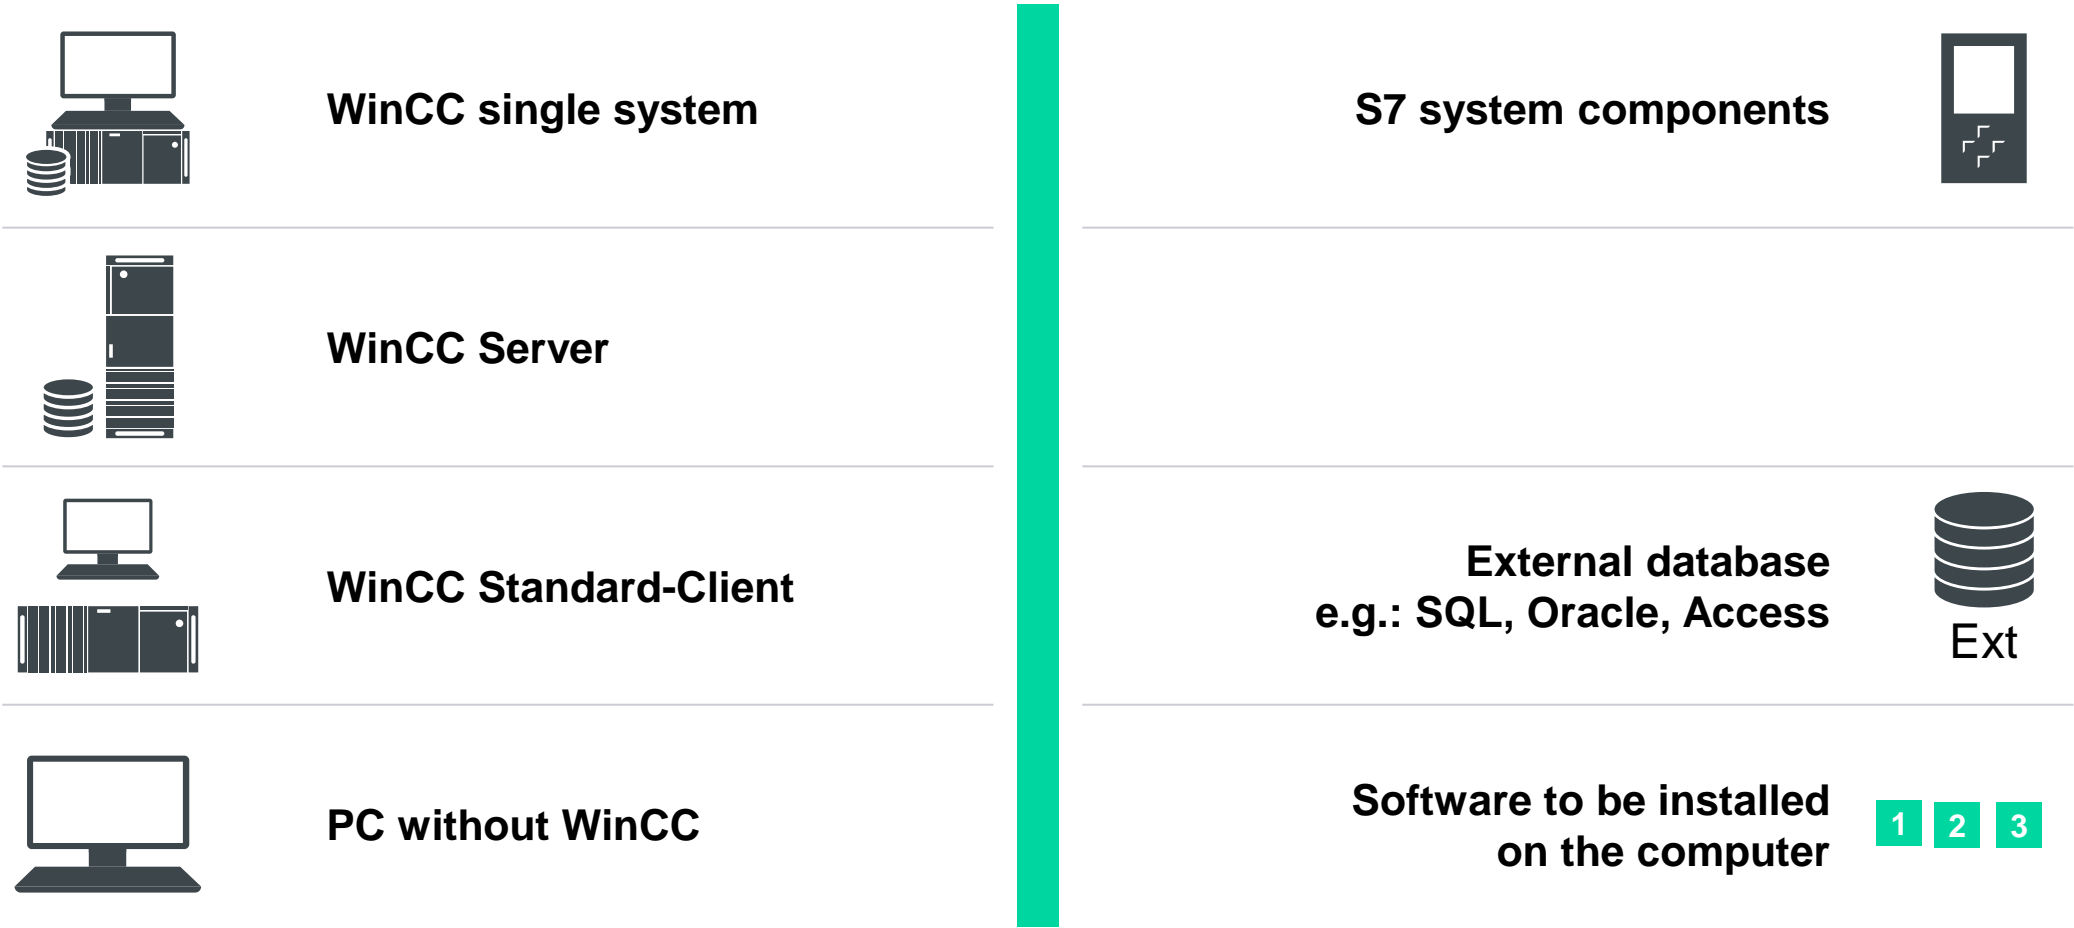 WinCC single system
S7 system components
WinCC Server
WinCC Standard-Client
External database
e.g.: SQL, Oracle, Access
Ext
PC without WinCC
Software to be installed
on the computer
1 2 3